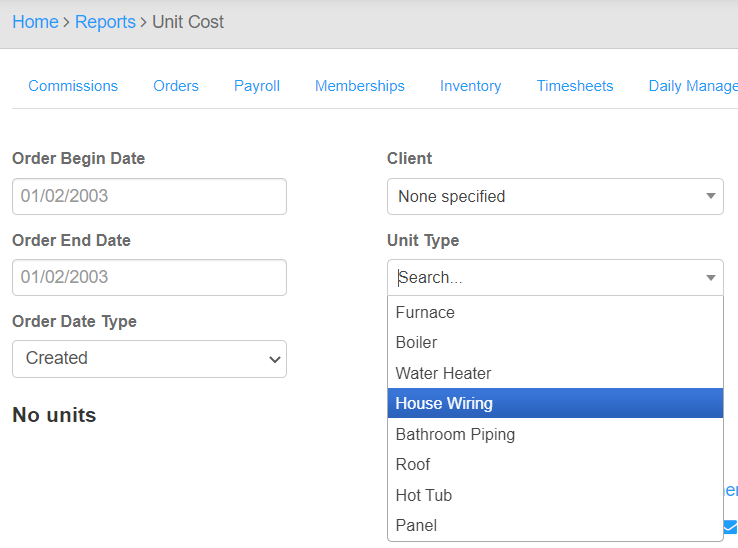 Home > Reports > Unit Cost
Commissions Orders Payroll Memberships Inventory Timesheets Daily Manage
Order Begin Date
01/02/2003
Order End Date
01/02/2003
Order Date Type
Created
No units
Client
None specified
Unit Type
Search...
Furnace
Boiler
Water Heater
House Wiring
Bathroom Piping
Roof
Hot Tub
Panel